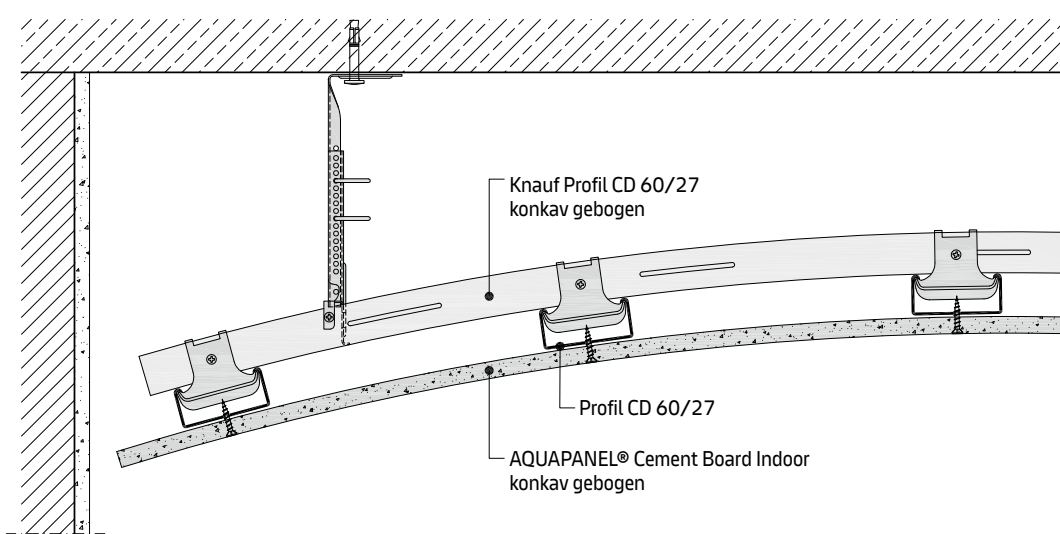 Knauf Profil CD 60/27
konkav gebogen
Profil CD 60/27
AQUAPANEL® Cement Board Indoor
konkav gebogen